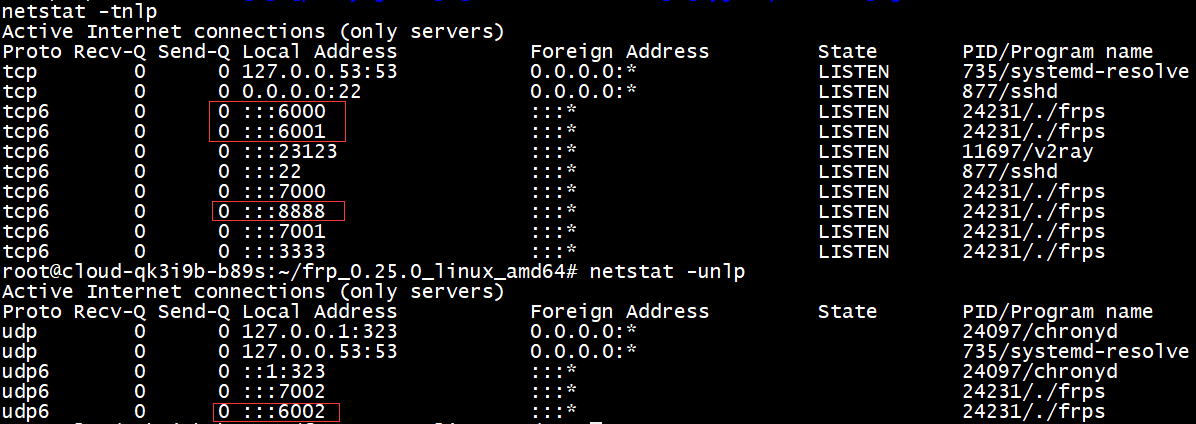 netstat -tnlp
Active Internet connections (only servers)
Proto Recv-Q Send-Q Local Address Foreign Address State PID/Program name
tcp 0 0 127.0.0.53:53 0.0.0.0:* LISTEN 735/systemd-resolve
tcp 0 0 0.0.0.0:22 0.0.0.0:* LISTEN 877/sshd
tcp6 0 0 :::6000 :::* LISTEN 24231/./frps
tcp6 0 0 :::6001 :::* LISTEN 24231/./frps
tcp6 0 0 :::23123 :::* LISTEN 11697/v2ray
tcp6 0 0 :::22 :::* LISTEN 877/sshd
tcp6 0 0 :::7000 :::* LISTEN 24231/./frps
tcp6 0 0 :::8888 :::* LISTEN 24231/./frps
tcp6 0 0 :::7001 :::* LISTEN 24231/./frps
tcp6 0 0 :::3333 :::* LISTEN 24231/./frps
root@cloud-qk3i9b-b89s:~/frp_0.25.0_linux_amd64# netstat -unlp
Active Internet connections (only servers)
Proto Recv-Q Send-Q Local Address Foreign Address State PID/Program name
udp 0 0 127.0.0.1:323 0.0.0.0:* 24097/chronyd
udp 0 0 127.0.0.53:53 0.0.0.0:* 735/systemd-resolve
udp6 0 0 ::1:323 :::* 24097/chronyd
udp6 0 0 :::7002 :::* 24231/./frps
udp6 0 0 :::6002 :::* 24231/./frps